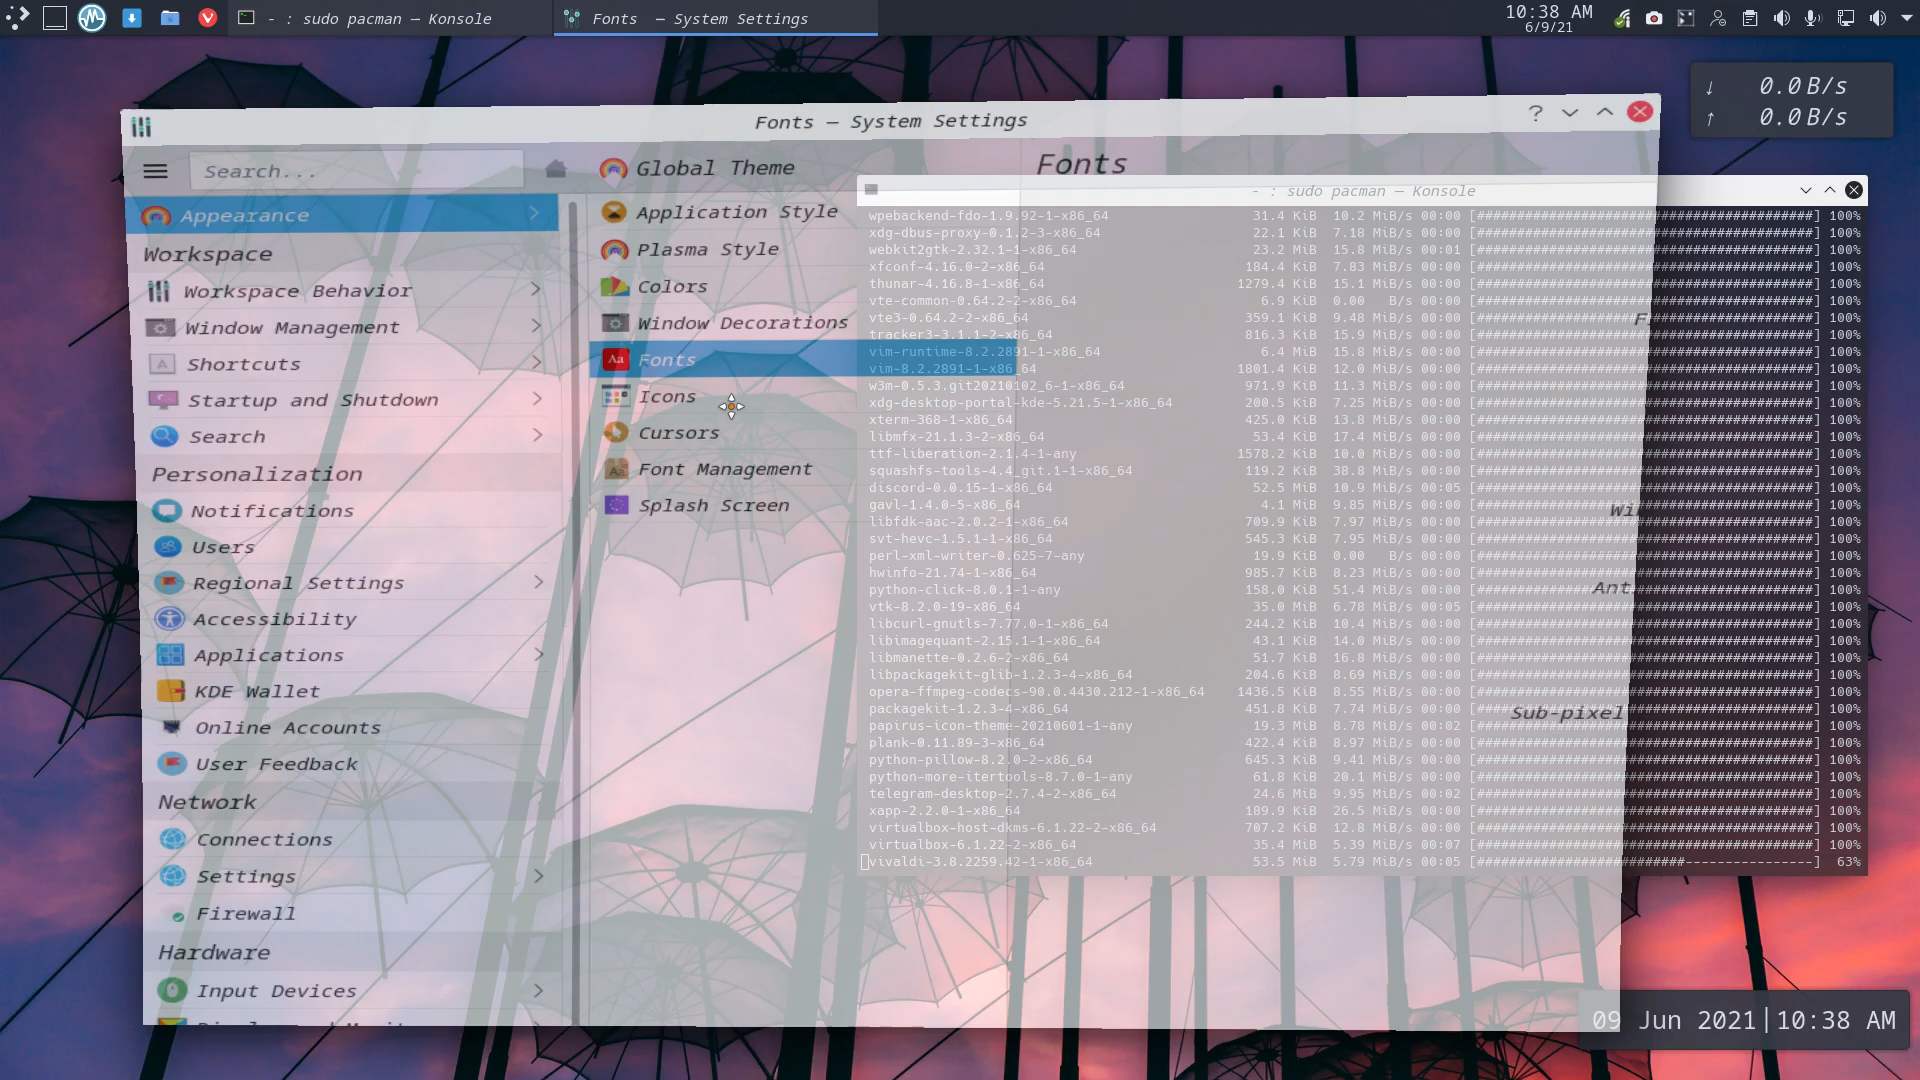 - : sudo pacman — Konsole
Fonts — System Settings
10:38 AM
6/9/21
↓ 0.0 B/s
↑ 0.0 B/s
Fonts — System Settings
Search...
Appearance
Workspace
Workspace Behavior
Window Management
Shortcuts
Startup and Shutdown
Search
Personalization
Notifications
Users
Regional Settings
Accessibility
Applications
KDE Wallet
Online Accounts
User Feedback
Network
Connections
Settings
Firewall
Hardware
Input Devices
Global Theme
Application Style
Plasma Style
Colors
Window Decorations
Fonts
Icons
Cursors
Font Management
Splash Screen
Fonts
Sub-pixel
- : sudo pacman — Konsole
wpebackend-fdo-1.9.92-1-x86_64 31.4 KiB 10.2 MiB/s 00:00 [##########################################] 100%
xdg-dbus-proxy-0.1.2-3-x86_64 22.1 KiB 7.18 MiB/s 00:00 [##########################################] 100%
webkit2gtk-2.32.1-1-x86_64 23.2 MiB 15.8 MiB/s 00:01 [##########################################] 100%
xfconf-4.16.0-2-x86_64 184.4 KiB 7.83 MiB/s 00:00 [##########################################] 100%
thunar-4.16.8-1-x86_64 1279.4 KiB 15.1 MiB/s 00:00 [##########################################] 100%
vte-common-0.64.2-2-x86_64 6.9 KiB 0.00 B/s 00:00 [##########################################] 100%
vte3-0.64.2-2-x86_64 359.1 KiB 9.48 MiB/s 00:00 [##########################################] 100%
tracker3-3.1.1-2-x86_64 816.3 KiB 15.9 MiB/s 00:00 [##########################################] 100%
vim-runtime-8.2.2891-1-x86_64 6.4 MiB 15.8 MiB/s 00:00 [##########################################] 100%
vim-8.2.2891-1-x86_64 1801.4 KiB 12.0 MiB/s 00:00 [##########################################] 100%
w3m-0.5.3.git20210102_6-1-x86_64 971.9 KiB 11.3 MiB/s 00:00 [##########################################] 100%
xdg-desktop-portal-kde-5.21.5-1-x86_64 200.5 KiB 7.25 MiB/s 00:00 [##########################################] 100%
xterm-368-1-x86_64 425.0 KiB 13.8 MiB/s 00:00 [##########################################] 100%
libmfx-21.1.3-2-x86_64 53.4 KiB 17.4 MiB/s 00:00 [##########################################] 100%
ttf-liberation-2.1.4-1-any 1578.2 KiB 10.0 MiB/s 00:00 [##########################################] 100%
squashfs-tools-4.4_git.1-1-x86_64 119.2 KiB 38.8 MiB/s 00:00 [##########################################] 100%
discord-0.0.15-1-x86_64 52.5 MiB 10.9 MiB/s 00:05 [##########################################] 100%
gavl-1.4.0-5-x86_64 4.1 MiB 9.85 MiB/s 00:00 [##########################################] 100%
libfdk-aac-2.0.2-1-x86_64 709.9 KiB 7.97 MiB/s 00:00 [##########################################] 100%
svt-hevc-1.5.1-1-x86_64 545.3 KiB 7.95 MiB/s 00:00 [##########################################] 100%
perl-xml-writer-0.625-7-any 19.9 KiB 0.00 B/s 00:00 [##########################################] 100%
hwinfo-21.74-1-x86_64 985.7 KiB 8.23 MiB/s 00:00 [##########################################] 100%
python-click-8.0.1-1-any 158.0 KiB 51.4 MiB/s 00:00 [##########################################] 100%
vtk-8.2.0-19-x86_64 35.0 MiB 6.78 MiB/s 00:05 [##########################################] 100%
libcurl-gnutls-7.77.0-1-x86_64 244.2 KiB 10.4 MiB/s 00:00 [##########################################] 100%
libimagequant-2.15.1-1-x86_64 43.1 KiB 14.0 MiB/s 00:00 [##########################################] 100%
libmanette-0.2.6-2-x86_64 51.7 KiB 16.8 MiB/s 00:00 [##########################################] 100%
libpackagekit-glib-1.2.3-4-x86_64 204.6 KiB 8.69 MiB/s 00:00 [##########################################] 100%
opera-ffmpeg-codecs-90.0.4430.212-1-x86_64 1436.5 KiB 8.55 MiB/s 00:00 [##########################################] 100%
packagekit-1.2.3-4-x86_64 451.8 KiB 7.74 MiB/s 00:00 [##########################################] 100%
papirus-icon-theme-20210601-1-any 19.3 MiB 8.78 MiB/s 00:02 [##########################################] 100%
plank-0.11.89-3-x86_64 422.4 KiB 8.97 MiB/s 00:00 [##########################################] 100%
python-pillow-8.2.0-2-x86_64 645.3 KiB 9.41 MiB/s 00:00 [##########################################] 100%
python-more-itertools-8.7.0-1-any 61.8 KiB 20.1 MiB/s 00:00 [##########################################] 100%
telegram-desktop-2.7.4-2-x86_64 24.6 MiB 9.95 MiB/s 00:02 [##########################################] 100%
xapp-2.2.0-1-x86_64 189.9 KiB 26.5 MiB/s 00:00 [##########################################] 100%
virtualbox-host-dkms-6.1.22-2-x86_64 707.2 KiB 12.8 MiB/s 00:00 [##########################################] 100%
virtualbox-6.1.22-2-x86_64 35.4 MiB 5.39 MiB/s 00:07 [##########################################] 100%
vivaldi-3.8.2259.42-1-x86_64 53.5 MiB 5.79 MiB/s 00:05 [##########################----------------] 63%
09 Jun 2021|10:38 AM